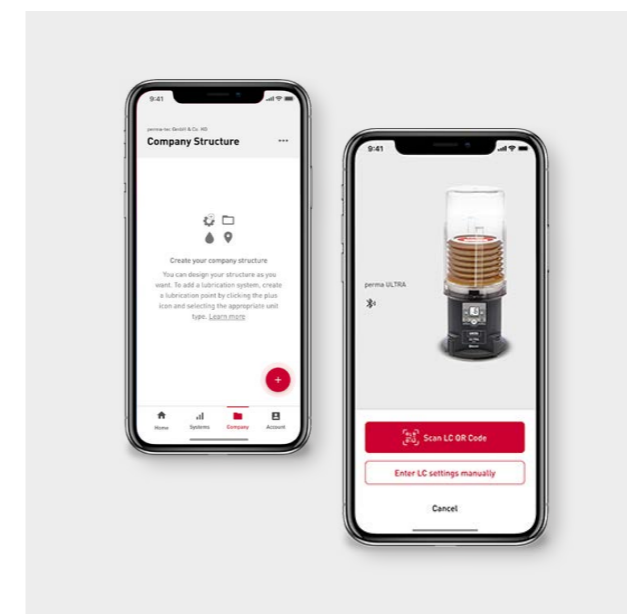 9:41
perma-tec GmbH & Co. KG
Company Structure
Create your company structure
You can design your structure as you
want. To add a lubrication system, create
a lubrication point by clicking the plus
icon and selecting the appropriate unit
type. Learn more
Home
Systems
Company
Account
9:41
perma ULTRA
Scan LC QR Code
Enter LC settings manually
Cancel